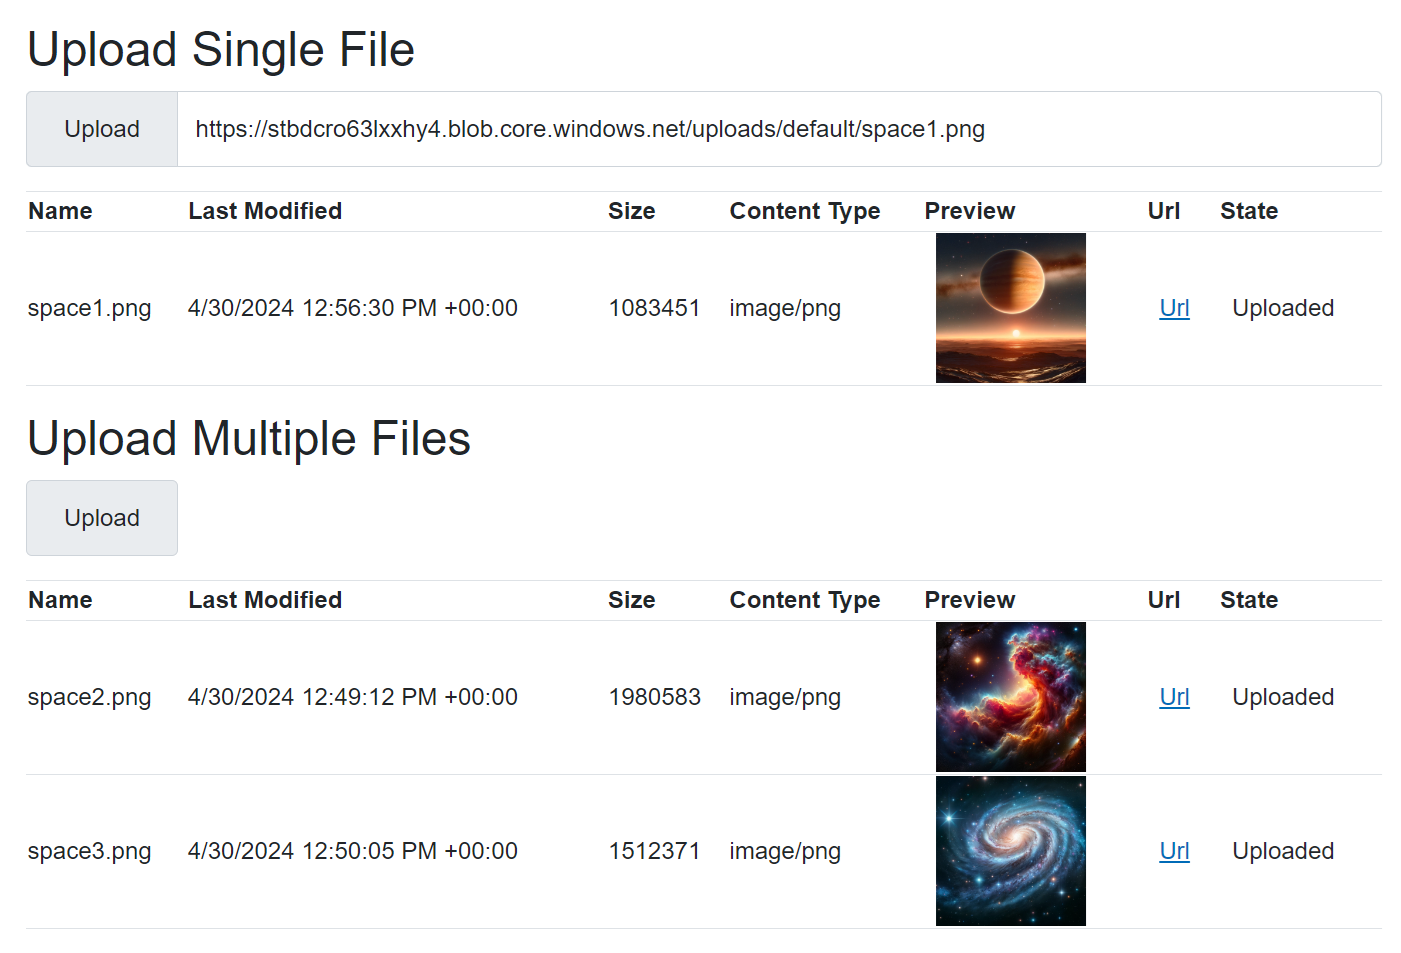 Upload Single File
Upload https://stbdcro63lxxhy4.blob.core.windows.net/uploads/default/space1.png
Name Last Modified Size Content Type Preview Url State
space1.png 4/30/2024 12:56:30 PM +00:00 1083451 image/png Url Uploaded
Upload Multiple Files
Upload
Name Last Modified Size Content Type Preview Url State
space2.png 4/30/2024 12:49:12 PM +00:00 1980583 image/png Url Uploaded
space3.png 4/30/2024 12:50:05 PM +00:00 1512371 image/png Url Uploaded